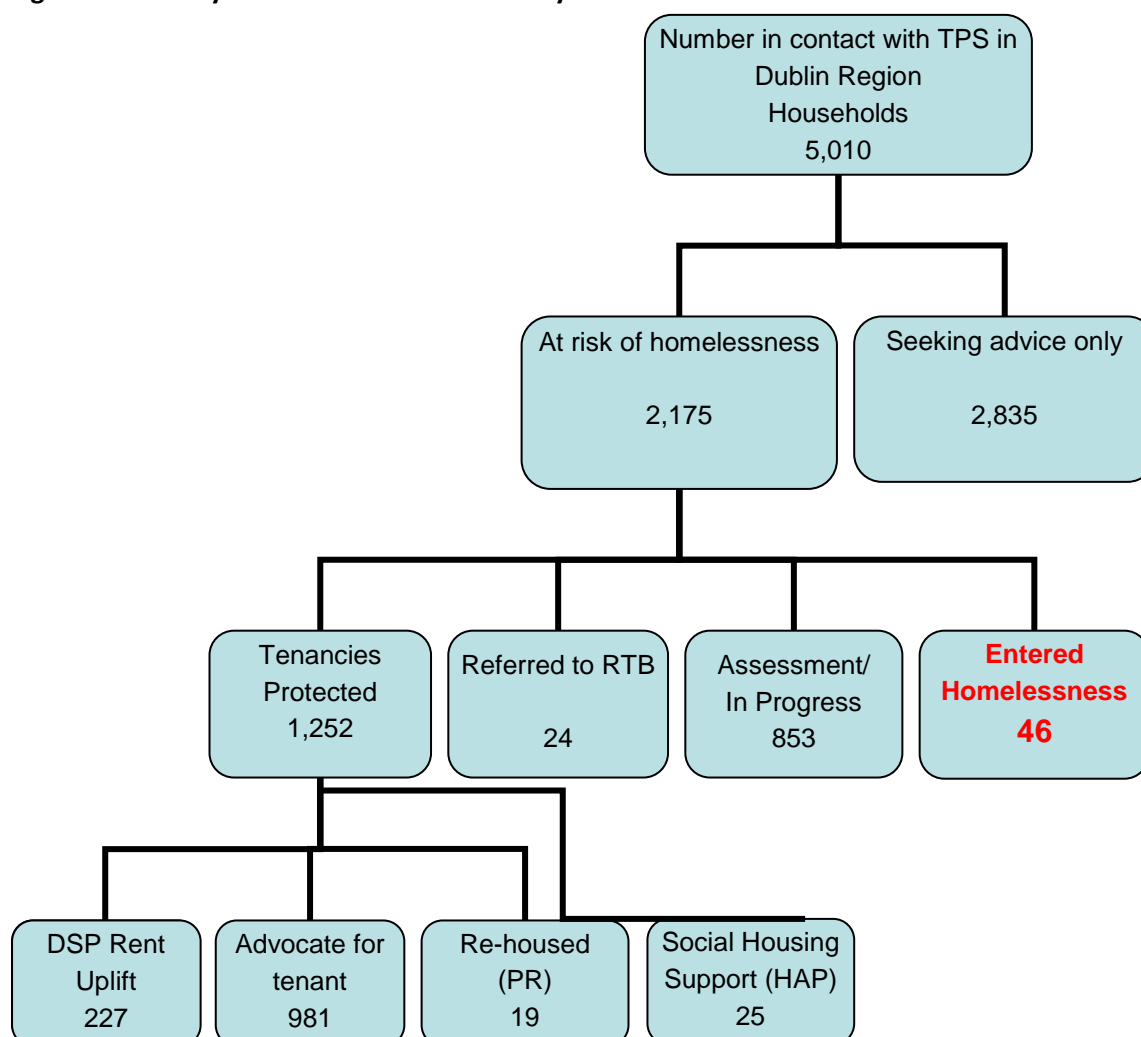 Number in contact with TPS in
Dublin Region
Households
5,010
At risk of homelessness
2,175
Seeking advice only
2,835
Tenancies
Protected
1,252
Referred to RTB
24
Assessment/
In Progress
853
Entered
Homelessness
46
DSP Rent
Uplift
227
Advocate for
tenant
981
Re-housed
(PR)
19
Social Housing
Support (HAP)
25